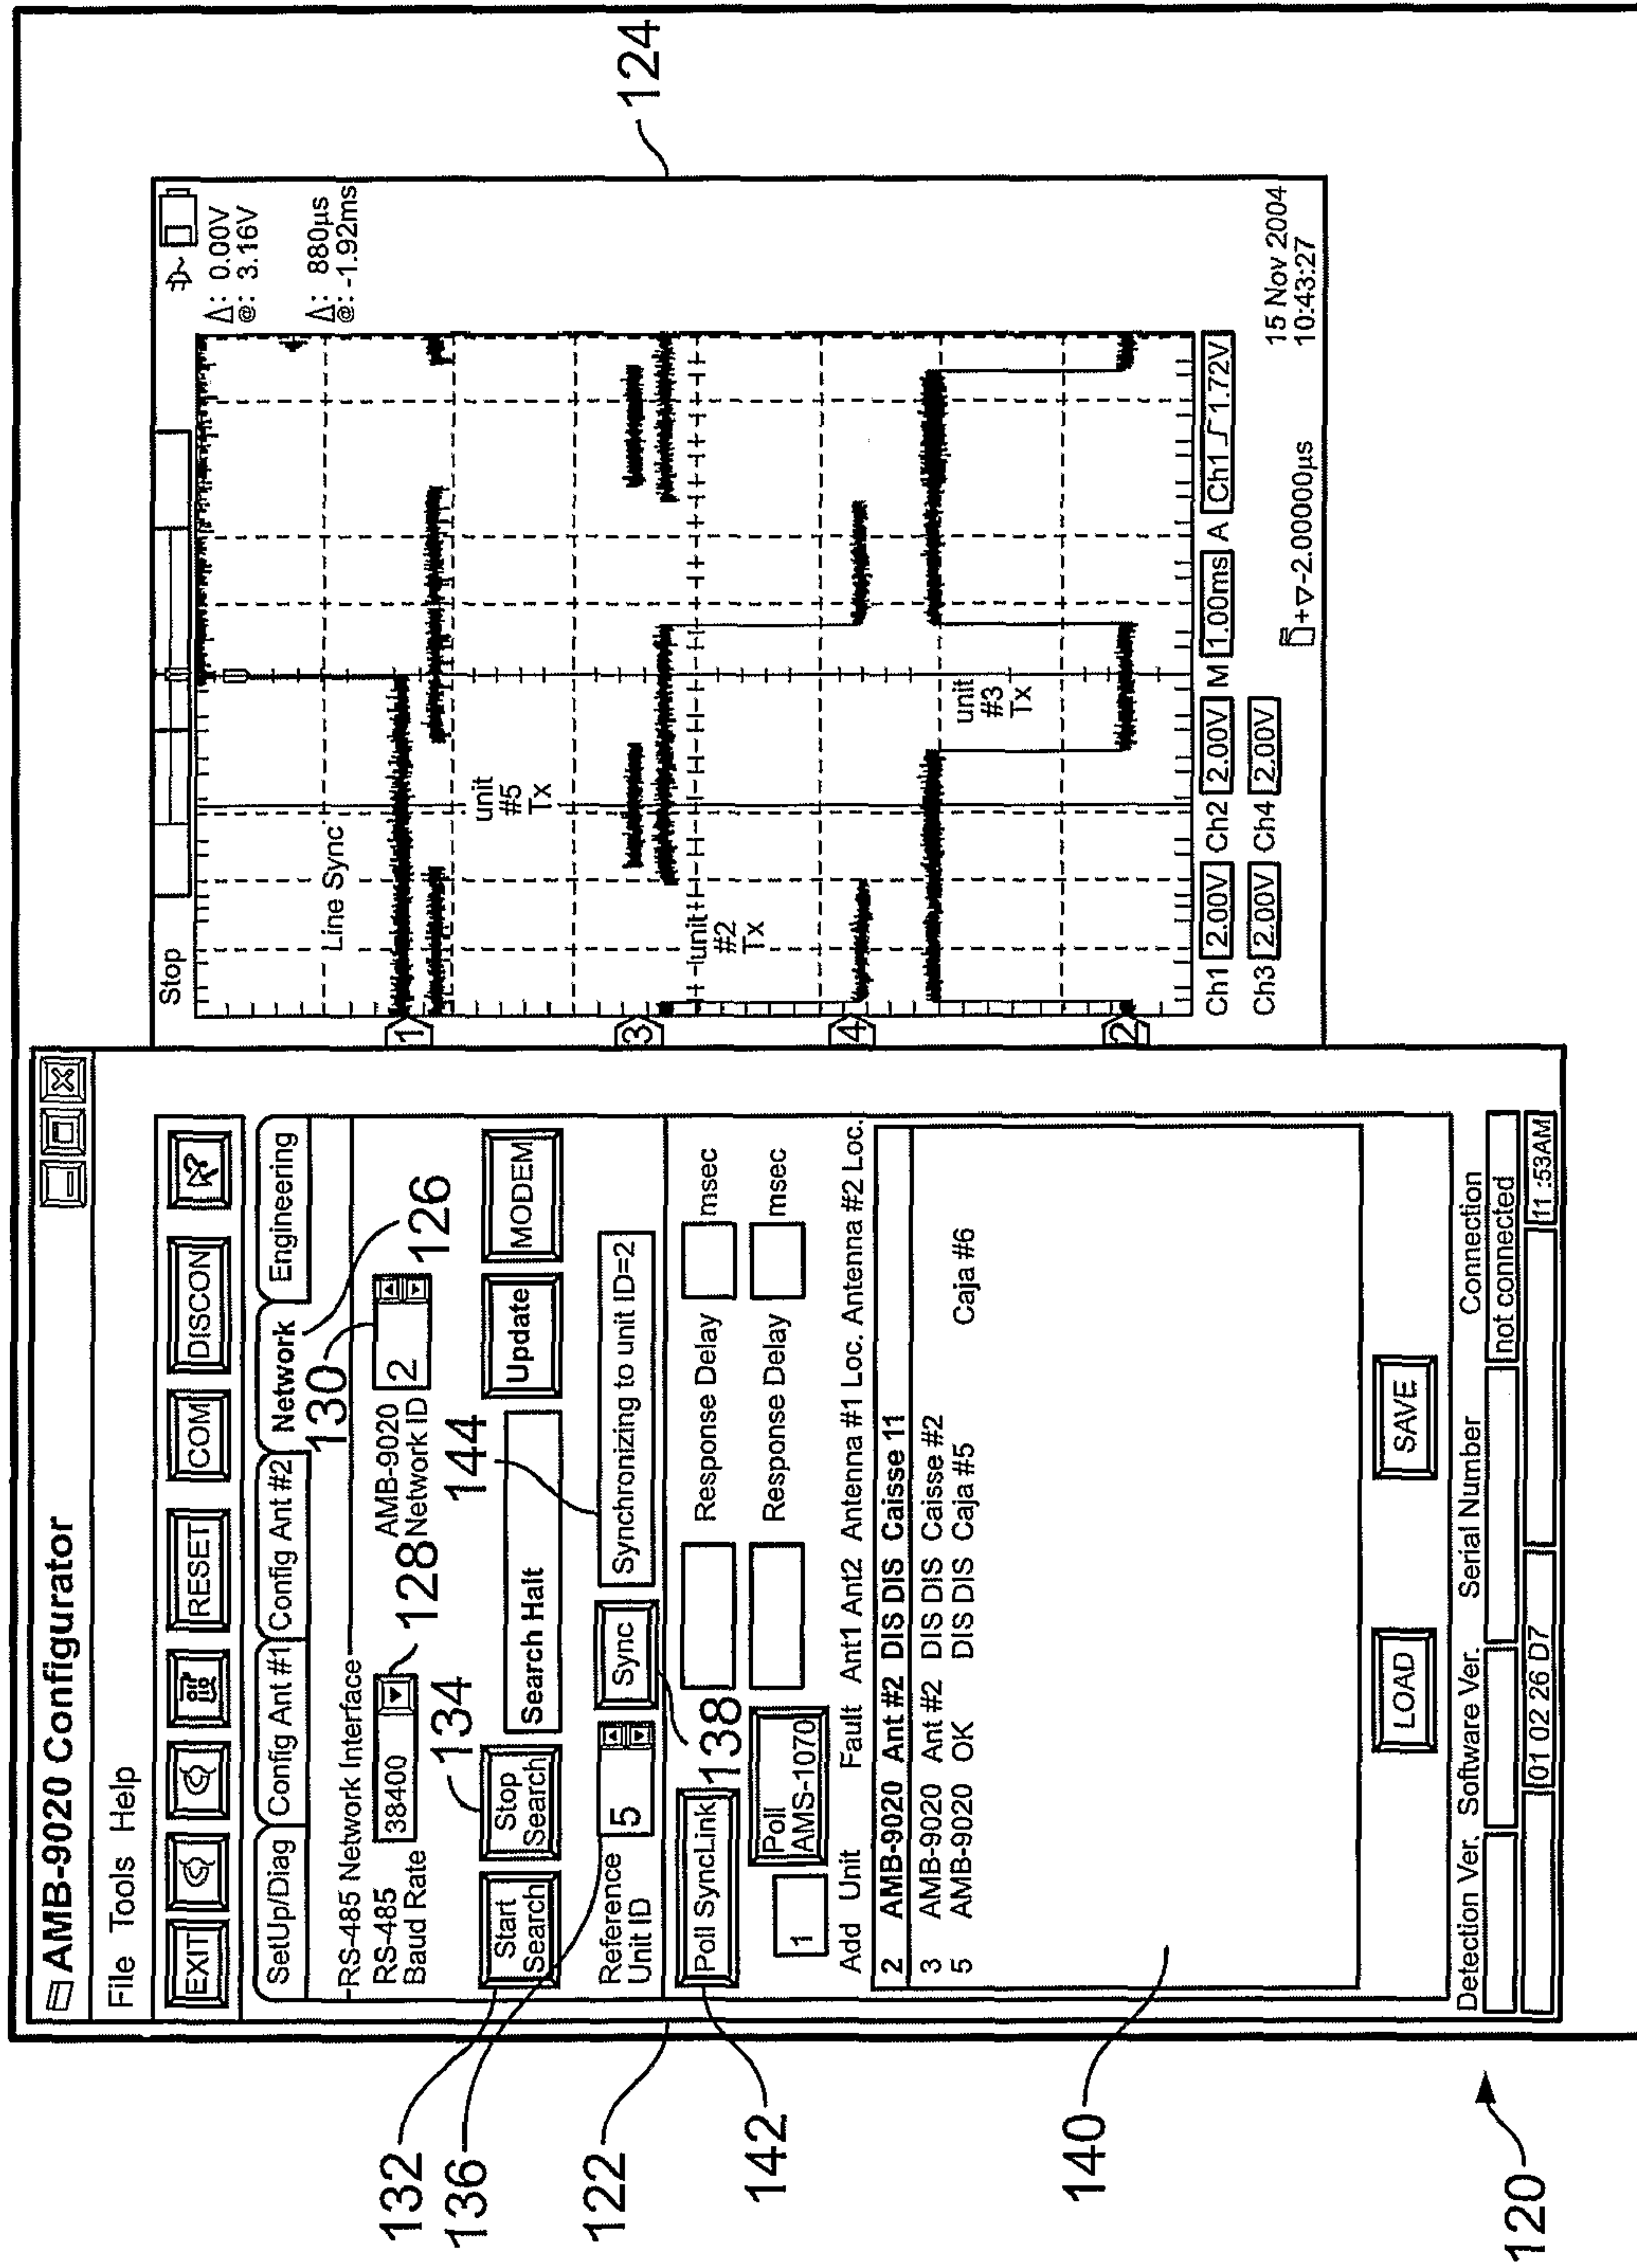 AMB-9020 Configurator
File Tools Help
EXIT RESET COM DISCON
SetUp/Diag Config Ant #1 Config Ant #2 Network Engineering
RS-485 Network Interface
RS-485
Baud Rate
38400
AMB-9020
Network ID
2
Start
Search
Stop
Search
Search Halt
Update
MODEM
Reference
Unit ID
5
Sync
Synchronizing to unit ID=2
Poll SyncLink
Response Delay
msec
1
Poll
AMS-1070
Response Delay
msec
Add Unit Fault Ant1 Ant2 Antenna #1 Loc. Antenna #2 Loc.
2 AMB-9020 Ant #2 DIS DIS Caisse 11
3 AMB-9020 Ant #2 DIS DIS Caisse #2
5 AMB-9020 OK DIS DIS Caja #5 Caja #6
LOAD
SAVE
Detection Ver. Software Ver. Serial Number Connection
not connected
01 02 26 D7
11:53AM
Stop
Δ: 0.00V
@: 3.16V
Δ: 880µs
@: -1.92ms
Line Sync
unit
#5
Tx
unit
#2
Tx
unit
#3
Tx
1
3
4
2
Ch1 2.00V Ch2 2.00V M 1.00ms A Ch1 1.72V
Ch3 2.00V Ch4 2.00V
-2.00000µs
15 Nov 2004
10:43:27
120
122
124
126
128
130
132
134
136
138
140
142
144